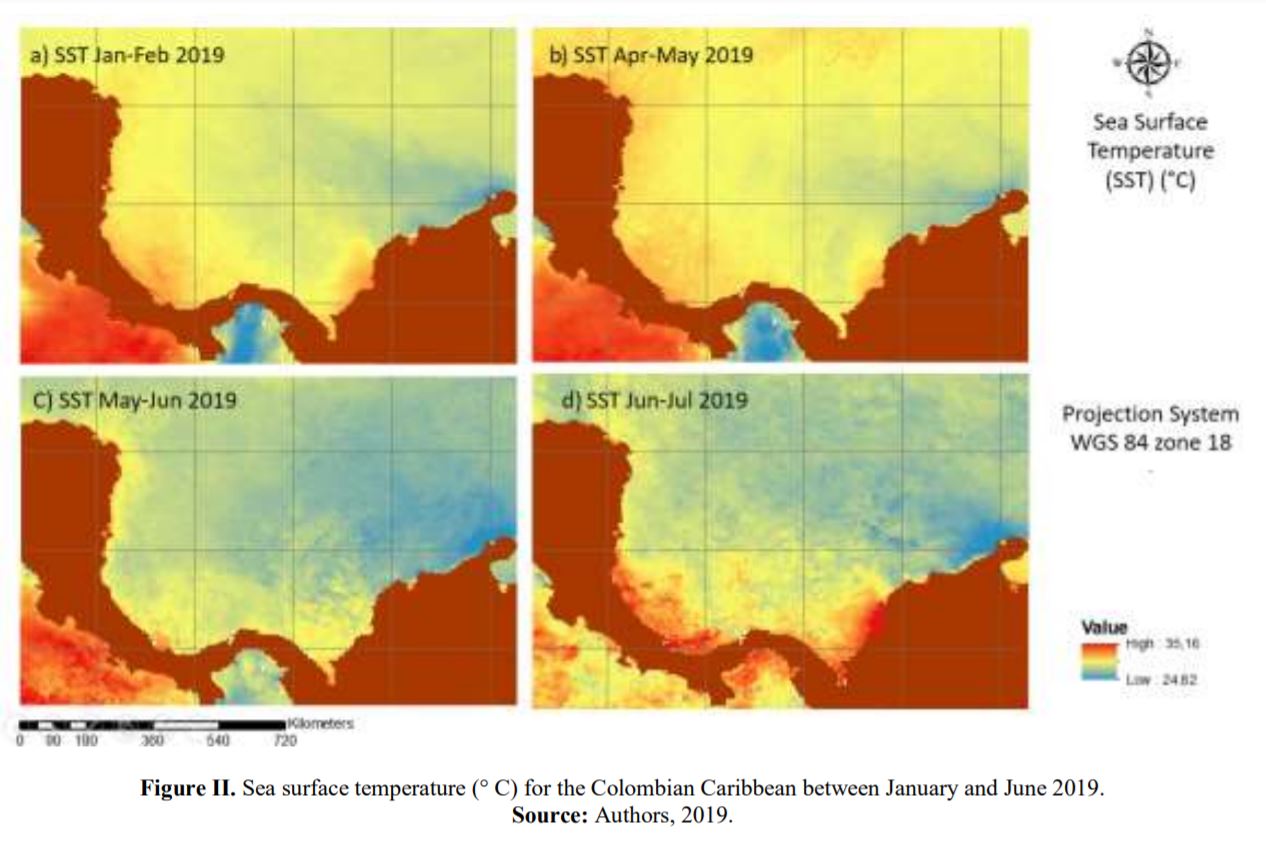 a) SST Jan-Feb 2019
b) SST Apr-May 2019
N
W
E
S
Sea Surface
Temperature
(SST) (°C)
C) SST May-Jun 2019
d) SST Jun-Jul 2019
Projection System
WGS 84 zone 18
Value
High : 35,16
Low : 24,62
Kilometers
0 90 180 360 540 720
Figure II. Sea surface temperature (° C) for the Colombian Caribbean between January and June 2019.
Source: Authors, 2019.